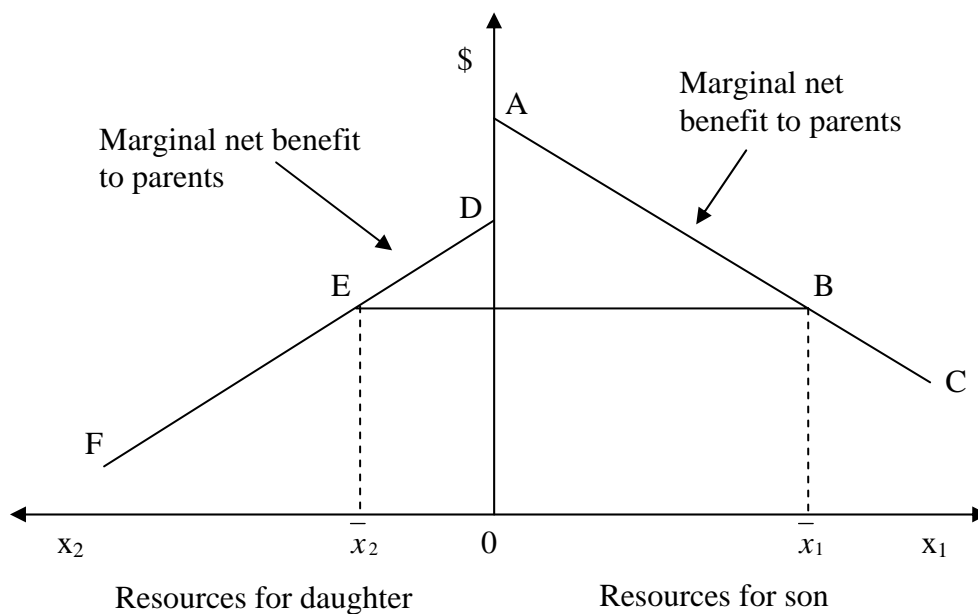 $
A
Marginal net
benefit to parents
Marginal net benefit
to parents
D
E
B
C
F
x₂
x̄₂
0
x̄₁
x₁
Resources for daughter
Resources for son